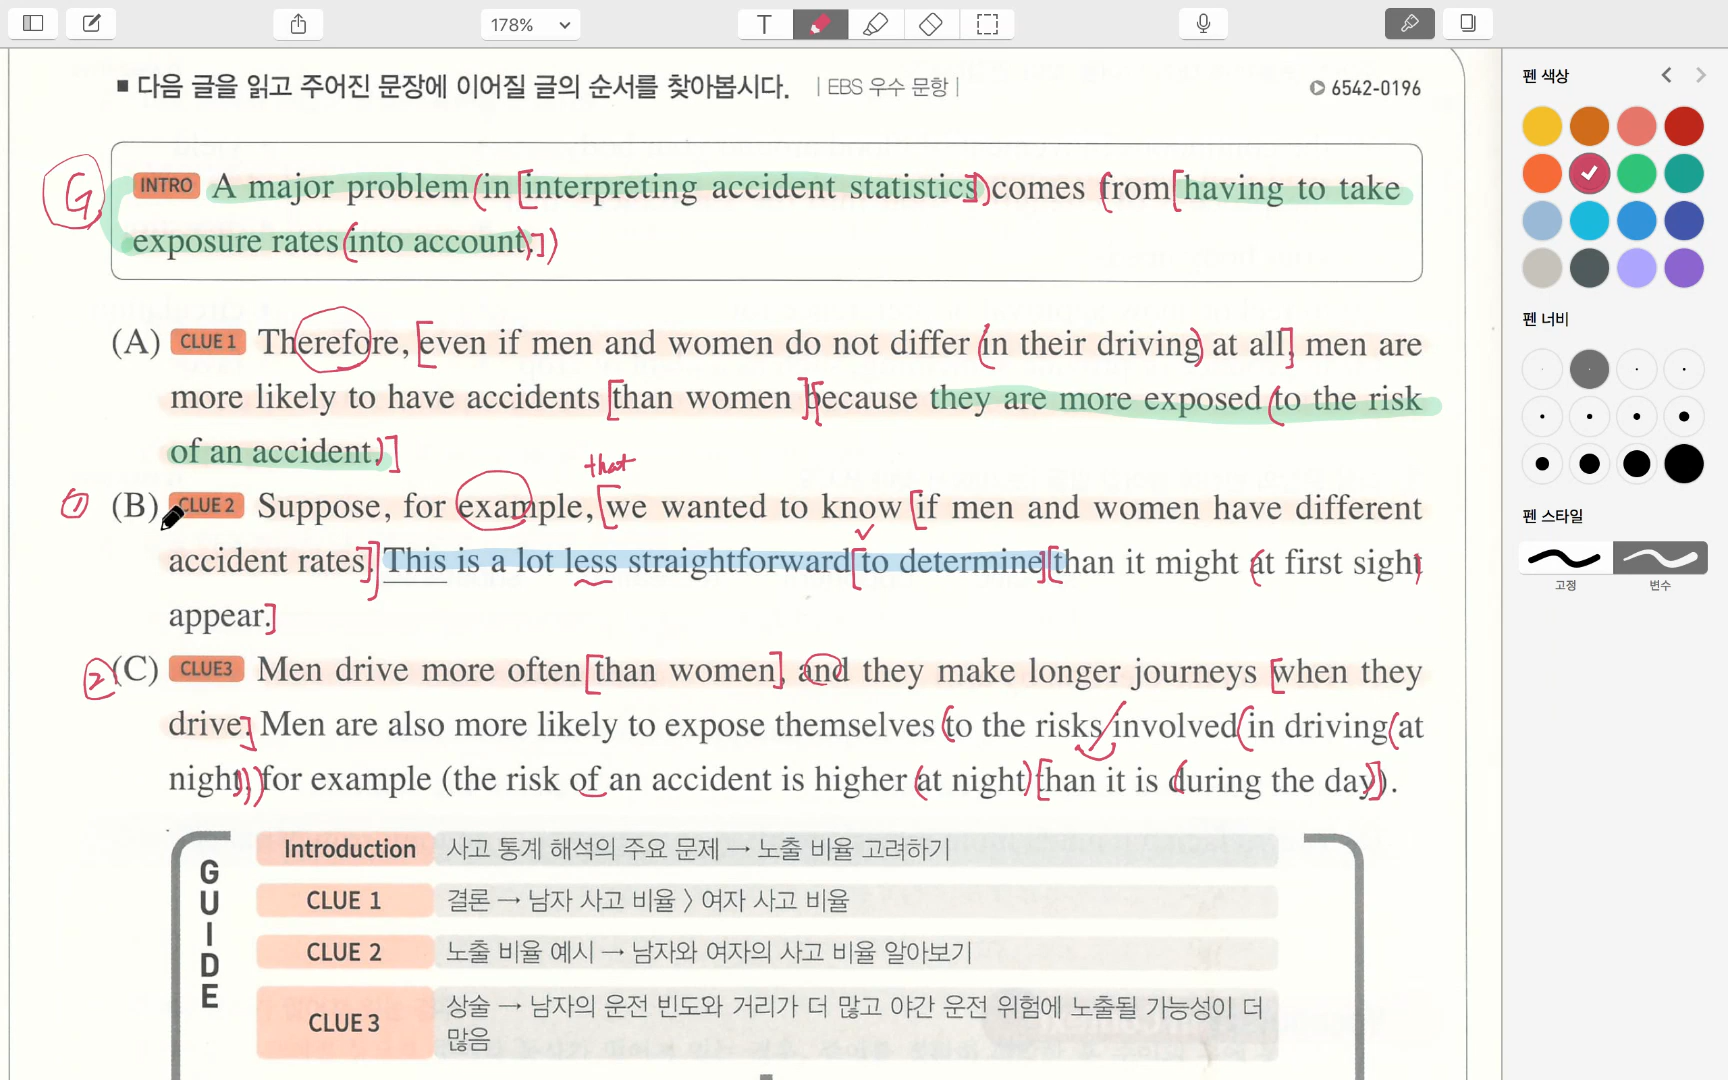 178%
T
■ 다음 글을 읽고 주어진 문장에 이어질 글의 순서를 찾아봅시다. | EBS 우수 문항 |
6542-0196
G
INTRO A major problem (in [interpreting accident statistics]) comes (from [having to take
exposure rates (into account).])
(A) CLUE 1 Therefore, [even if men and women do not differ (in their driving) at all], men are
more likely to have accidents [than women] [because they are more exposed (to the risk
of an accident.)]
that
① (B) CLUE 2 Suppose, for example, [we wanted to know [if men and women have different
accident rates]]. This is a lot less straightforward [to determine] [than it might (at first sight)
appear.]
② (C) CLUE3 Men drive more often [than women], and they make longer journeys [when they
drive.] Men are also more likely to expose themselves (to the risks / involved (in driving (at
night,))) for example (the risk of an accident is higher (at night) [than it is (during the day)]).
GUIDE
Introduction 사고 통계 해석의 주요 문제 → 노출 비율 고려하기
CLUE 1 결론 → 남자 사고 비율 〉 여자 사고 비율
CLUE 2 노출 비율 예시 → 남자와 여자의 사고 비율 알아보기
CLUE 3 상술 → 남자의 운전 빈도와 거리가 더 많고 야간 운전 위험에 노출될 가능성이 더
많음
펜 색상
펜 너비
펜 스타일
고정 변수